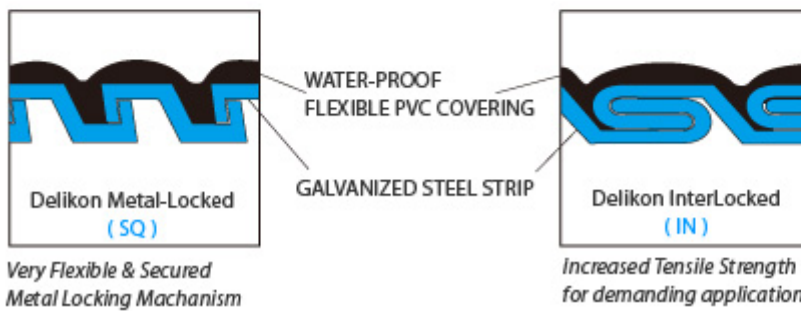 WATER-PROOF
FLEXIBLE PVC COVERING
GALVANIZED STEEL STRIP
Delikon Metal-Locked
( SQ )
Very Flexible & Secured
Metal Locking Machanism
Delikon InterLocked
( IN )
Increased Tensile Strength
for demanding application